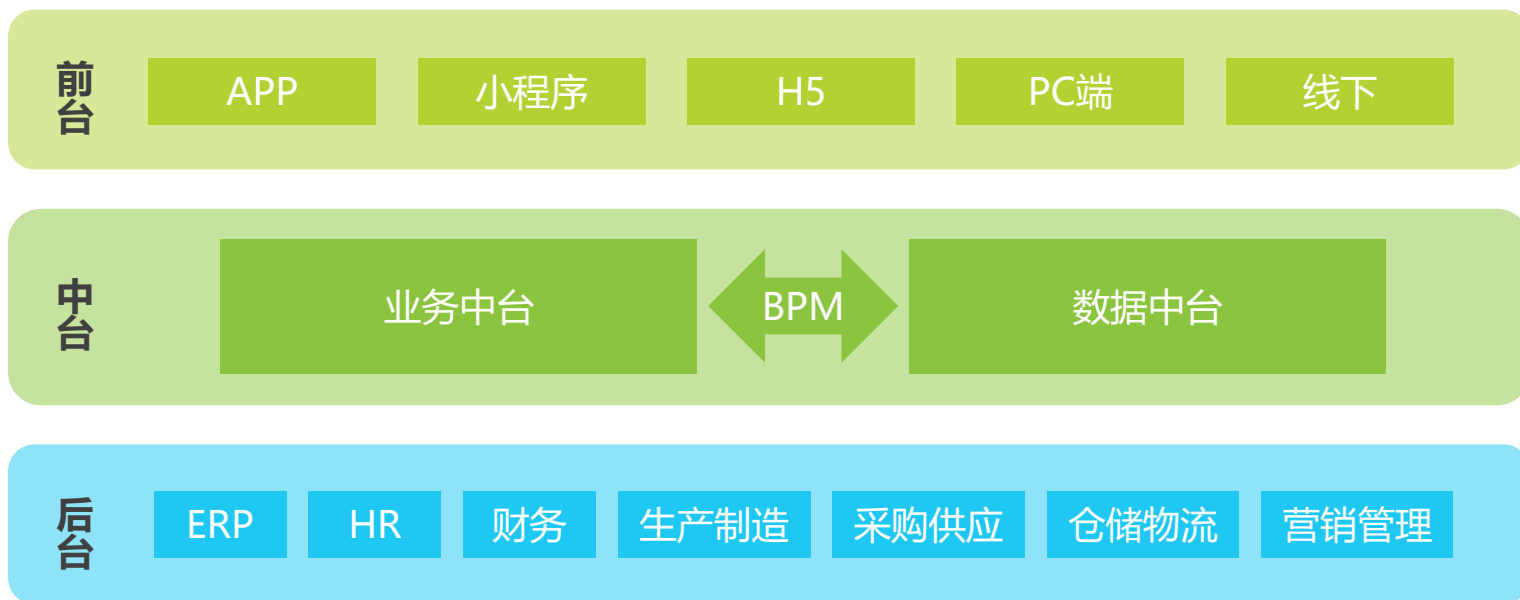 前台
APP
小程序
H5
PC端
线下
中台
业务中台
BPM
数据中台
后台
ERP
HR
财务
生产制造
采购供应
仓储物流
营销管理